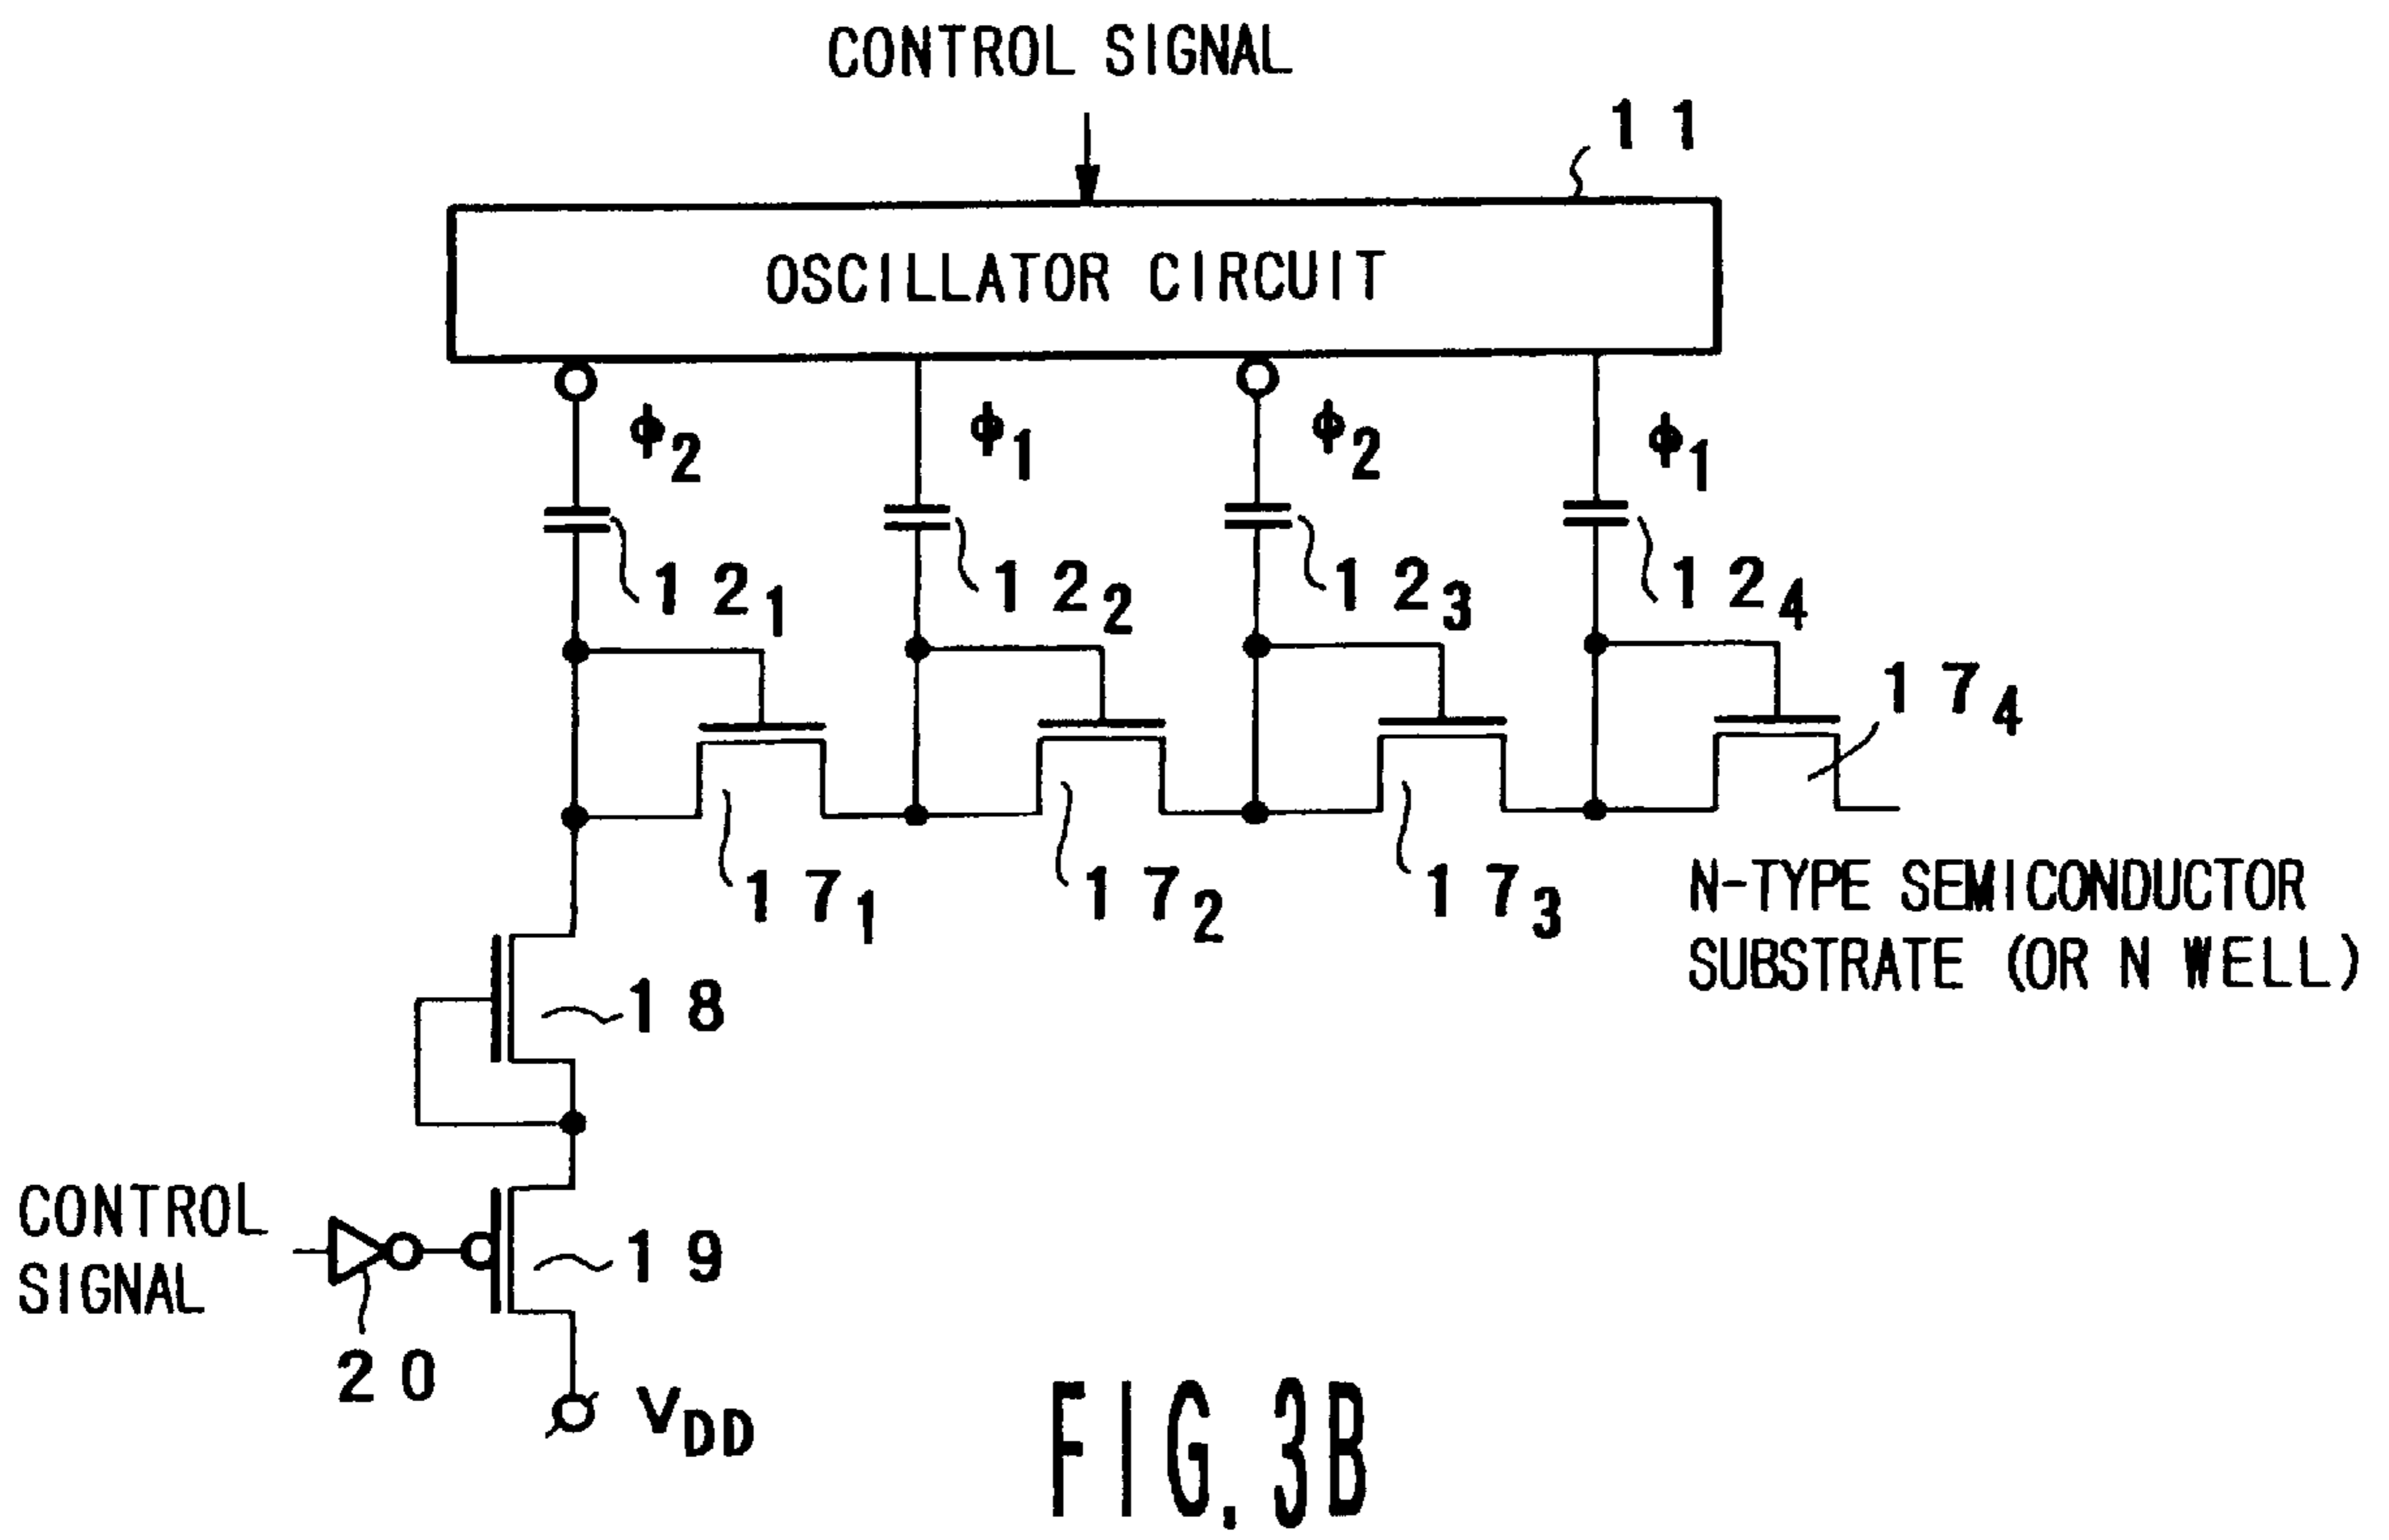 CONTROL SIGNAL
11
OSCILLATOR CIRCUIT
ϕ2 ϕ1 ϕ2 ϕ1
121 122 123 124
174
171 172 173
N-TYPE SEMICONDUCTOR
SUBSTRATE (OR N WELL)
18
CONTROL
SIGNAL
19
20
VDD
FIG. 3B